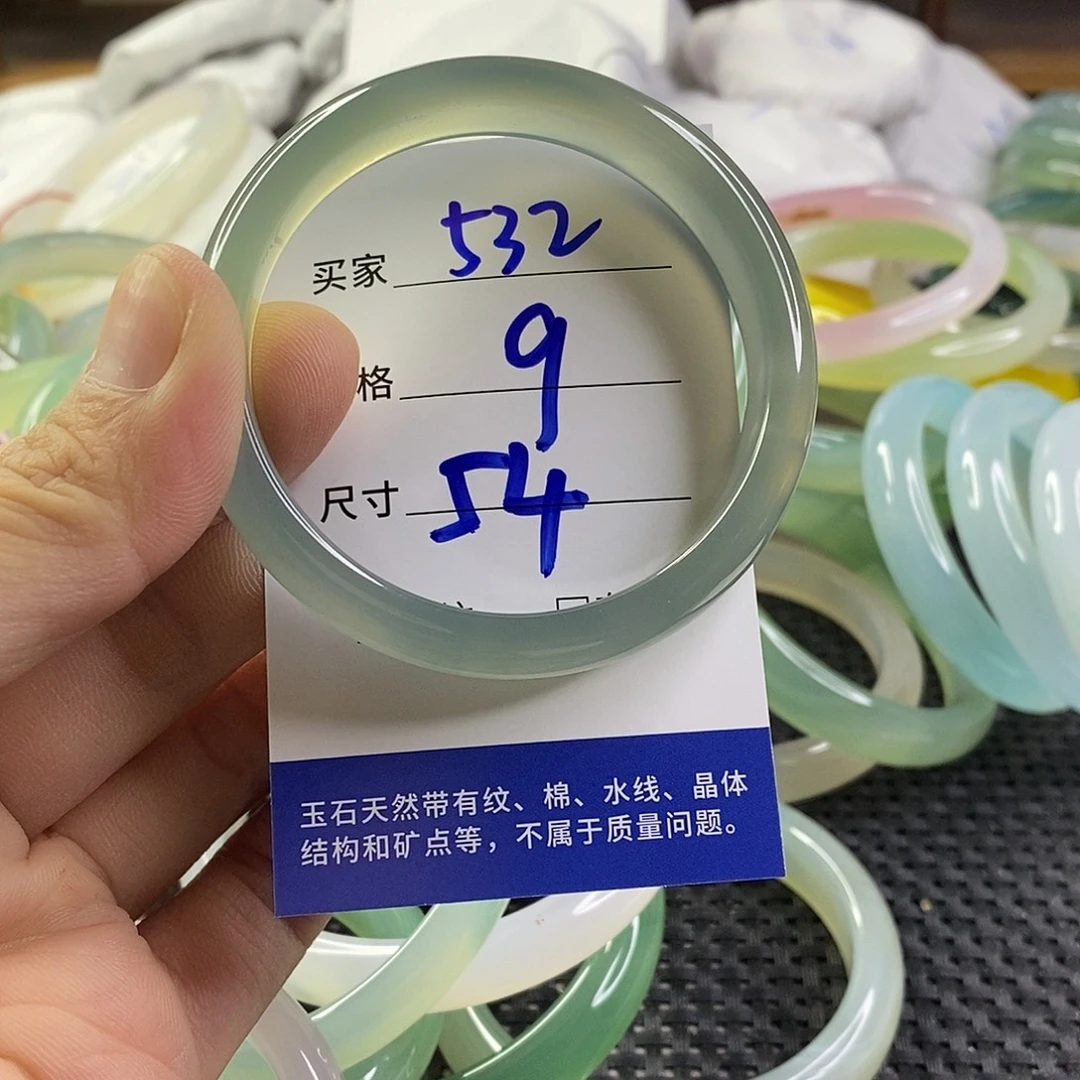 买家 532
格 9
尺寸 54
玉石天然带有纹、棉、水线、晶体
结构和矿点等，不属于质量问题。